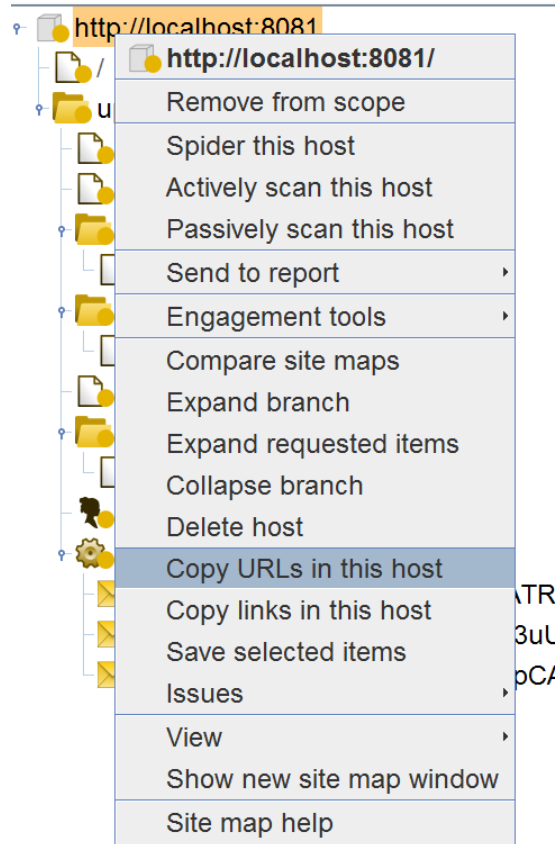 http://localhost:8081
/
http://localhost:8081/
Remove from scope
Spider this host
Actively scan this host
Passively scan this host
Send to report
Engagement tools
Compare site maps
Expand branch
Expand requested items
Collapse branch
Delete host
Copy URLs in this host
Copy links in this host
Save selected items
Issues
View
Show new site map window
Site map help